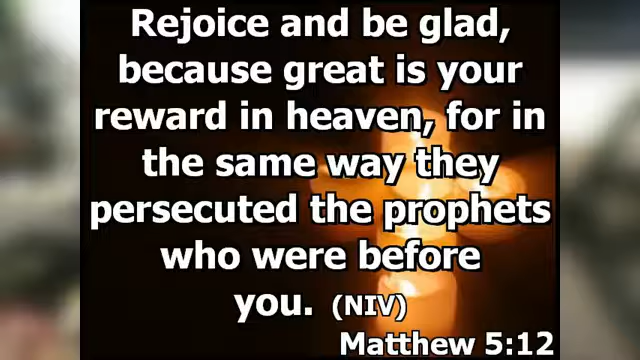 Rejoice and be glad,
because great is your
reward in heaven, for in
the same way they
persecuted the prophets
who were before
you. (NIV)
Matthew 5:12